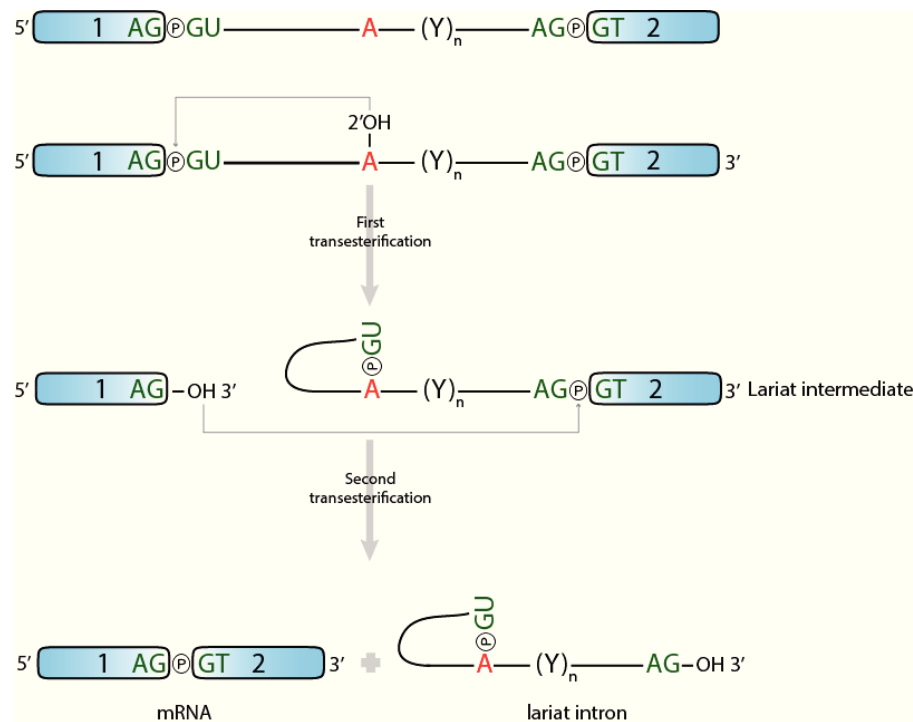 5′ 1 AG P GU A (Y)n AG P GT 2
2′OH
5′ 1 AG P GU A (Y)n AG P GT 2 3′
First
transesterification
GU
P
5′ 1 AG OH 3′ A (Y)n AG P GT 2 3′ Lariat intermediate
Second
transesterification
GU
P
5′ 1 AG P GT 2 3′ + A (Y)n AG OH 3′
mRNA lariat intron